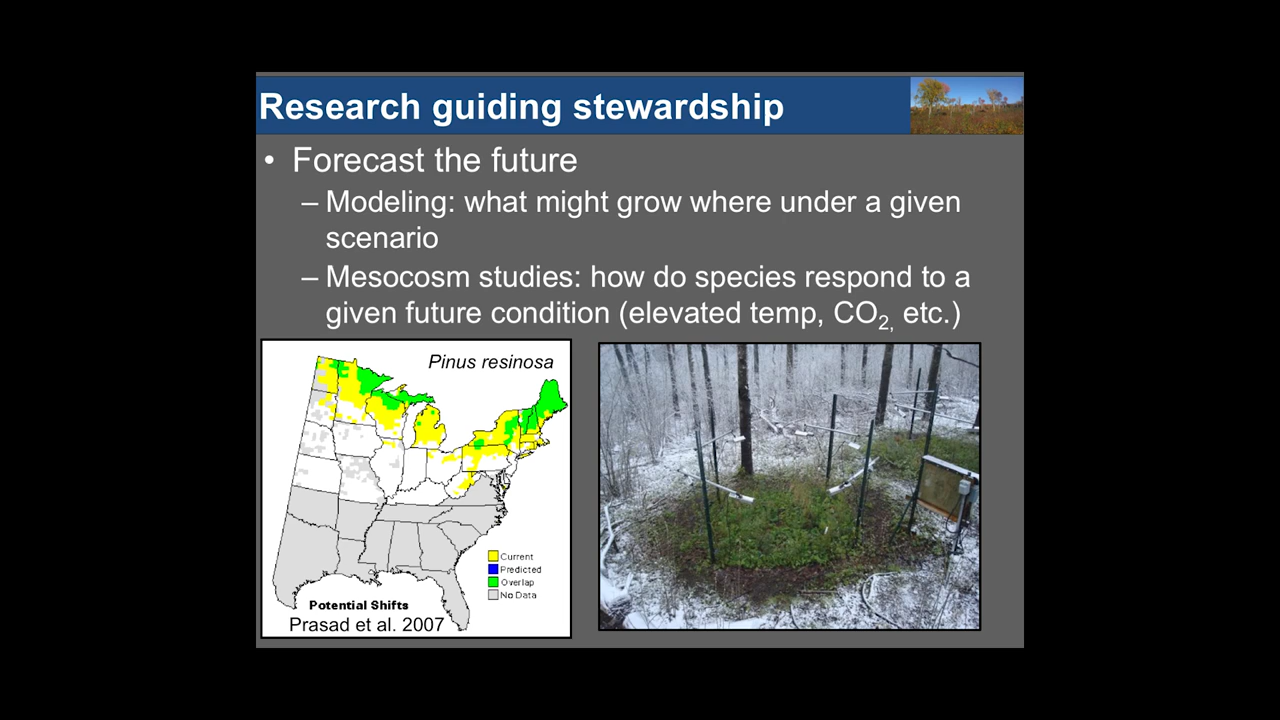 Research guiding stewardship
• Forecast the future
– Modeling: what might grow where under a given
scenario
– Mesocosm studies: how do species respond to a
given future condition (elevated temp, CO2, etc.)
Pinus resinosa
Current
Predicted
Overlap
No Data
Potential Shifts
Prasad et al. 2007